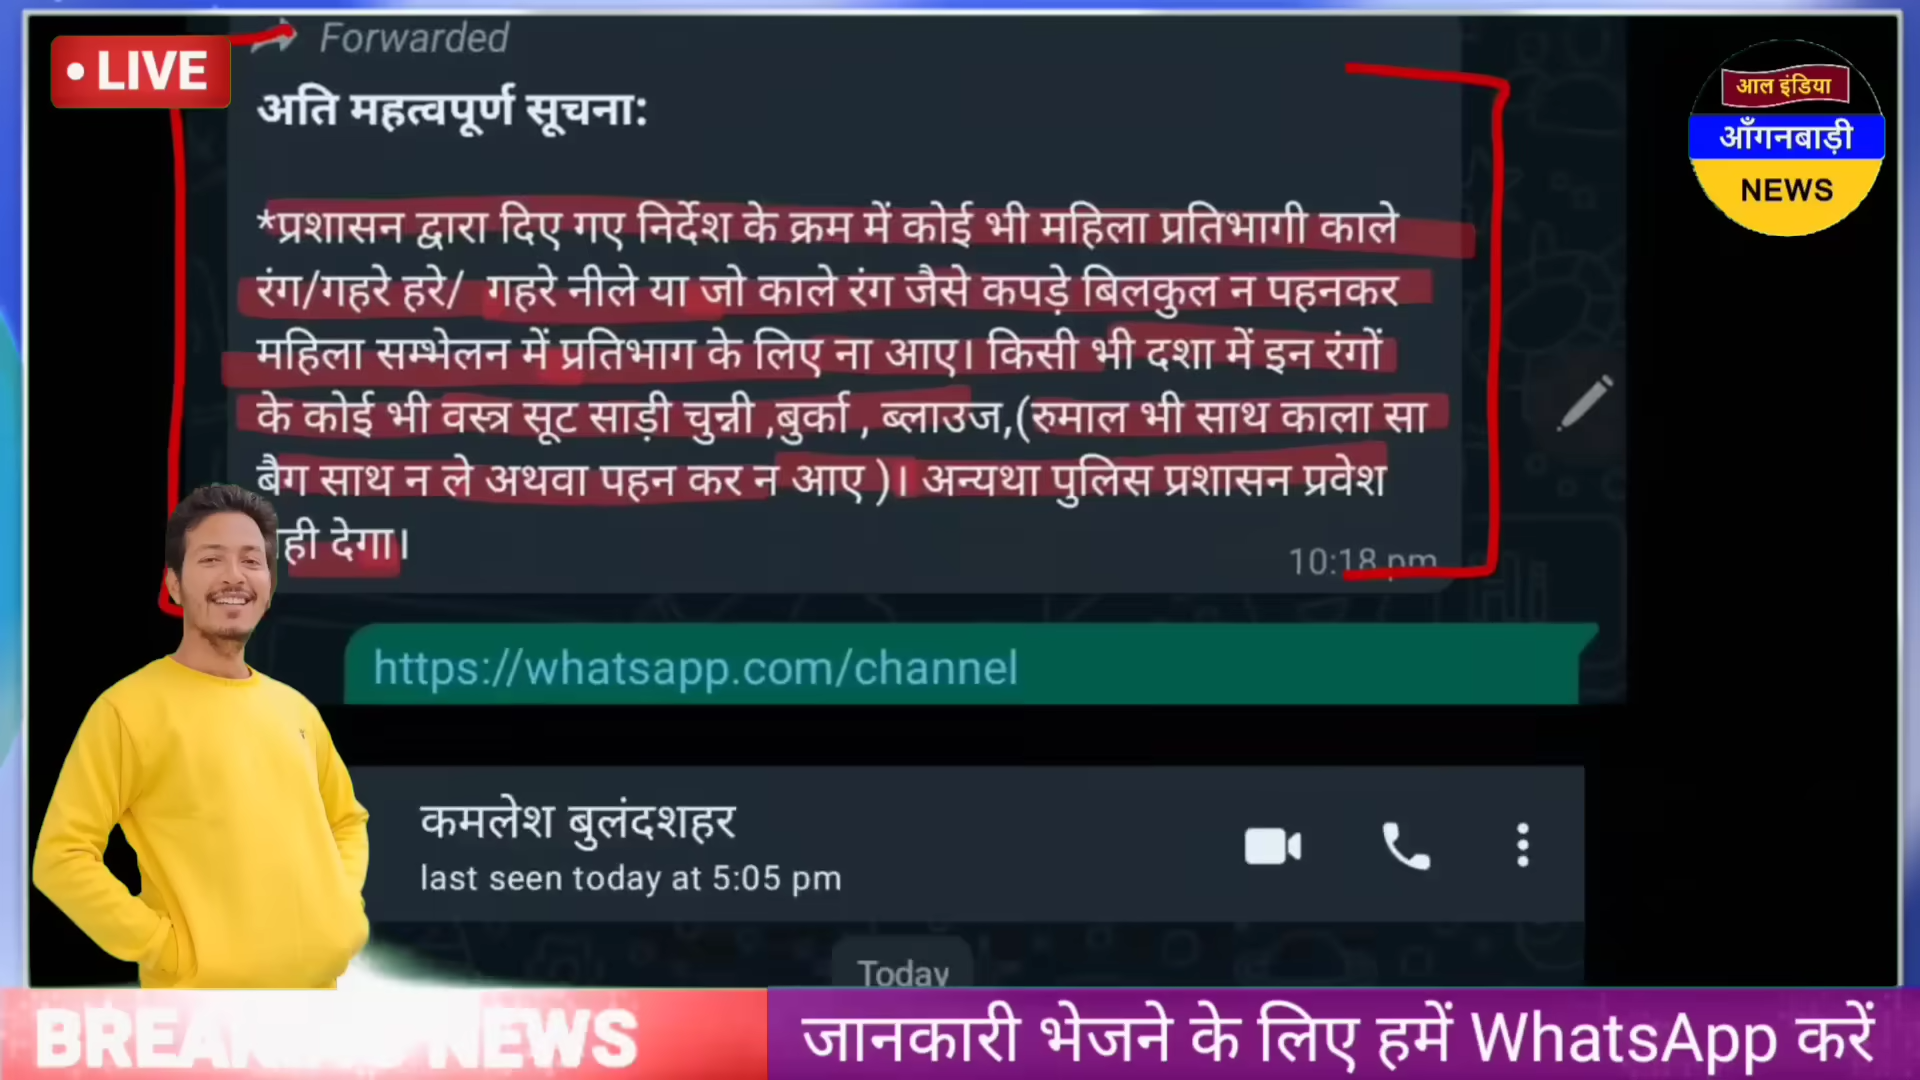 Forwarded
• LIVE
अति महत्वपूर्ण सूचना:
आल इंडिया
आँगनबाड़ी
NEWS
*प्रशासन द्वारा दिए गए निर्देश के क्रम में कोई भी महिला प्रतिभागी काले
रंग/गहरे हरे/ गहरे नीले या जो काले रंग जैसे कपड़े बिलकुल न पहनकर
महिला सम्भेलन में प्रतिभाग के लिए ना आए। किसी भी दशा में इन रंगों
के कोई भी वस्त्र सूट साड़ी चुन्नी ,बुर्का , ब्लाउज,(रुमाल भी साथ काला सा
बैग साथ न ले अथवा पहन कर न आए )। अन्यथा पुलिस प्रशासन प्रवेश
देगा।
10:18 pm
https://whatsapp.com/channel
कमलेश बुलंदशहर
last seen today at 5:05 pm
Today
BREAKING NEWS
जानकारी भेजने के लिए हमें WhatsApp करें